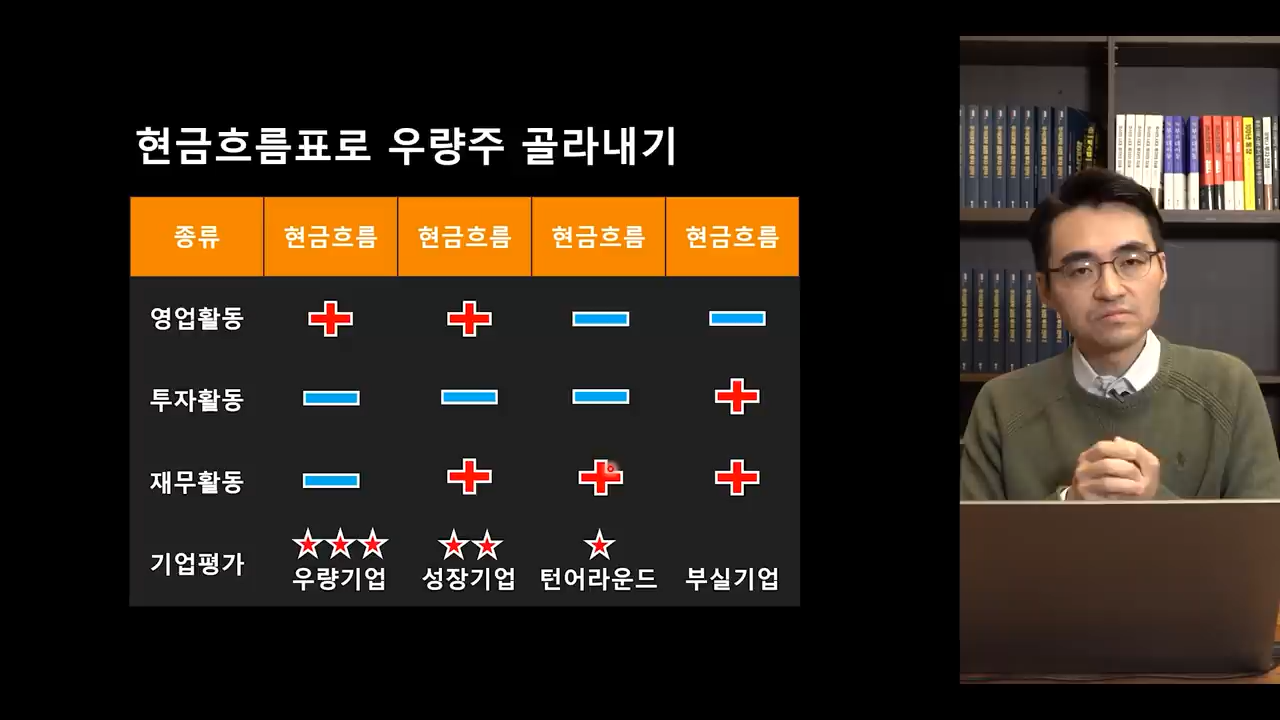 현금흐름표로 우량주 골라내기
종류 현금흐름 현금흐름 현금흐름 현금흐름
영업활동
투자활동
재무활동
기업평가 우량기업 성장기업 턴어라운드 부실기업